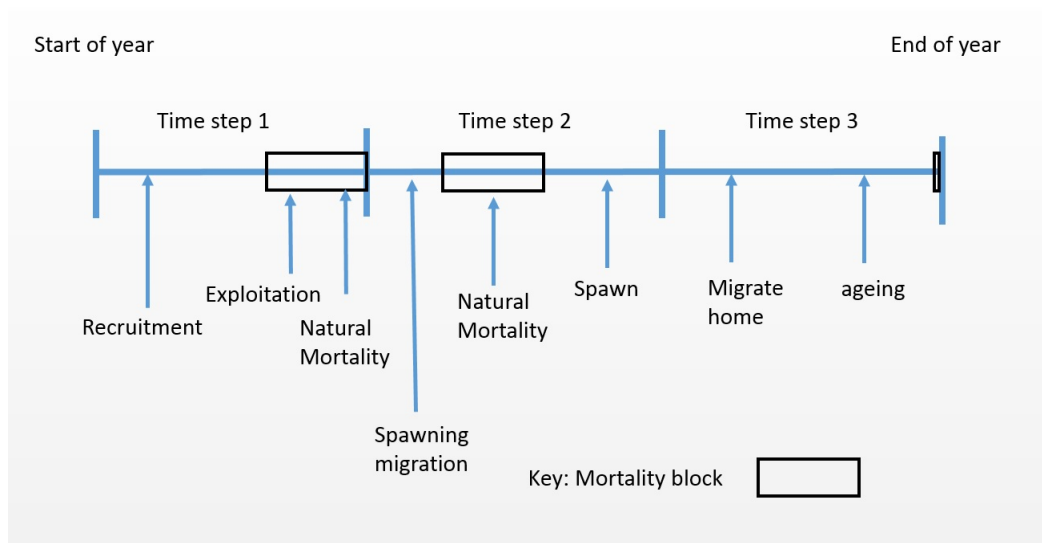 Start of year
End of year
Time step 1
Time step 2
Time step 3
Recruitment
Exploitation
Natural
Mortality
Spawning
migration
Natural
Mortality
Spawn
Migrate
home
ageing
Key: Mortality block